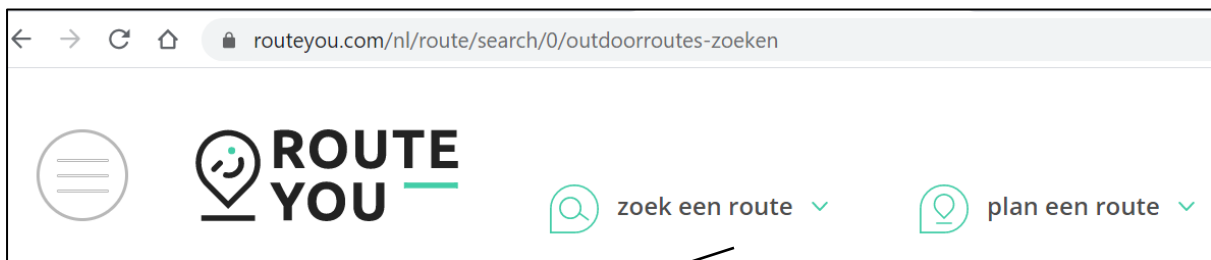 routeyou.com/nl/route/search/0/outdoorroutes-zoeken
ROUTE
YOU
zoek een route
plan een route